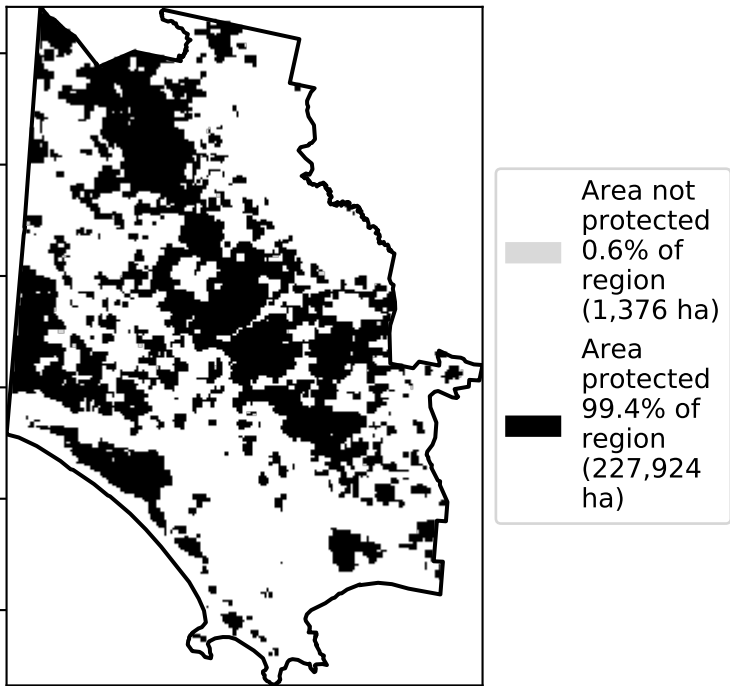 Area not
protected
0.6% of
region
(1,376 ha)
Area
protected
99.4% of
region
(227,924
ha)